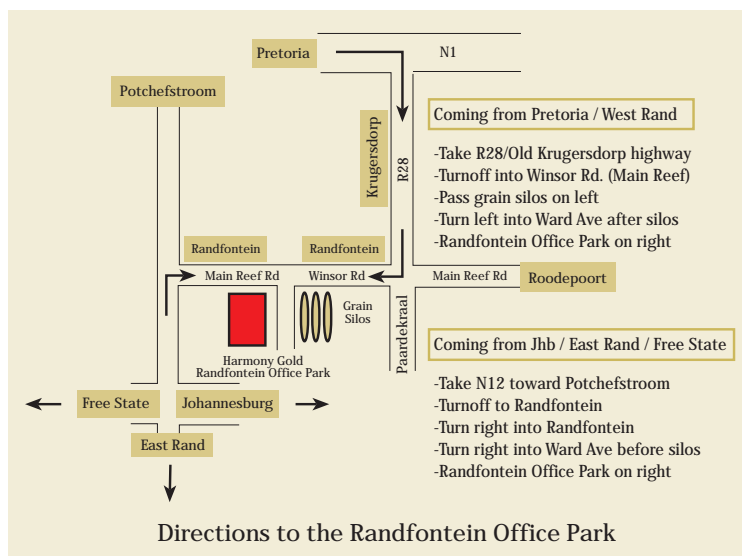 Pretoria
N1
Potchefstroom
Krugersdorp
R28
Coming from Pretoria / West Rand
-Take R28/Old Krugersdorp highway
-Turnoff into Winsor Rd. (Main Reef)
-Pass grain silos on left
-Turn left into Ward Ave after silos
-Randfontein Office Park on right
Randfontein
Randfontein
Main Reef Rd
Winsor Rd
Main Reef Rd
Roodepoort
Grain
Silos
Paardekraal
Harmony Gold
Randfontein Office Park
Coming from Jhb / East Rand / Free State
-Take N12 toward Potchefstroom
-Turnoff to Randfontein
-Turn right into Randfontein
-Turn right into Ward Ave before silos
-Randfontein Office Park on right
Free State
Johannesburg
East Rand
Directions to the Randfontein Office Park